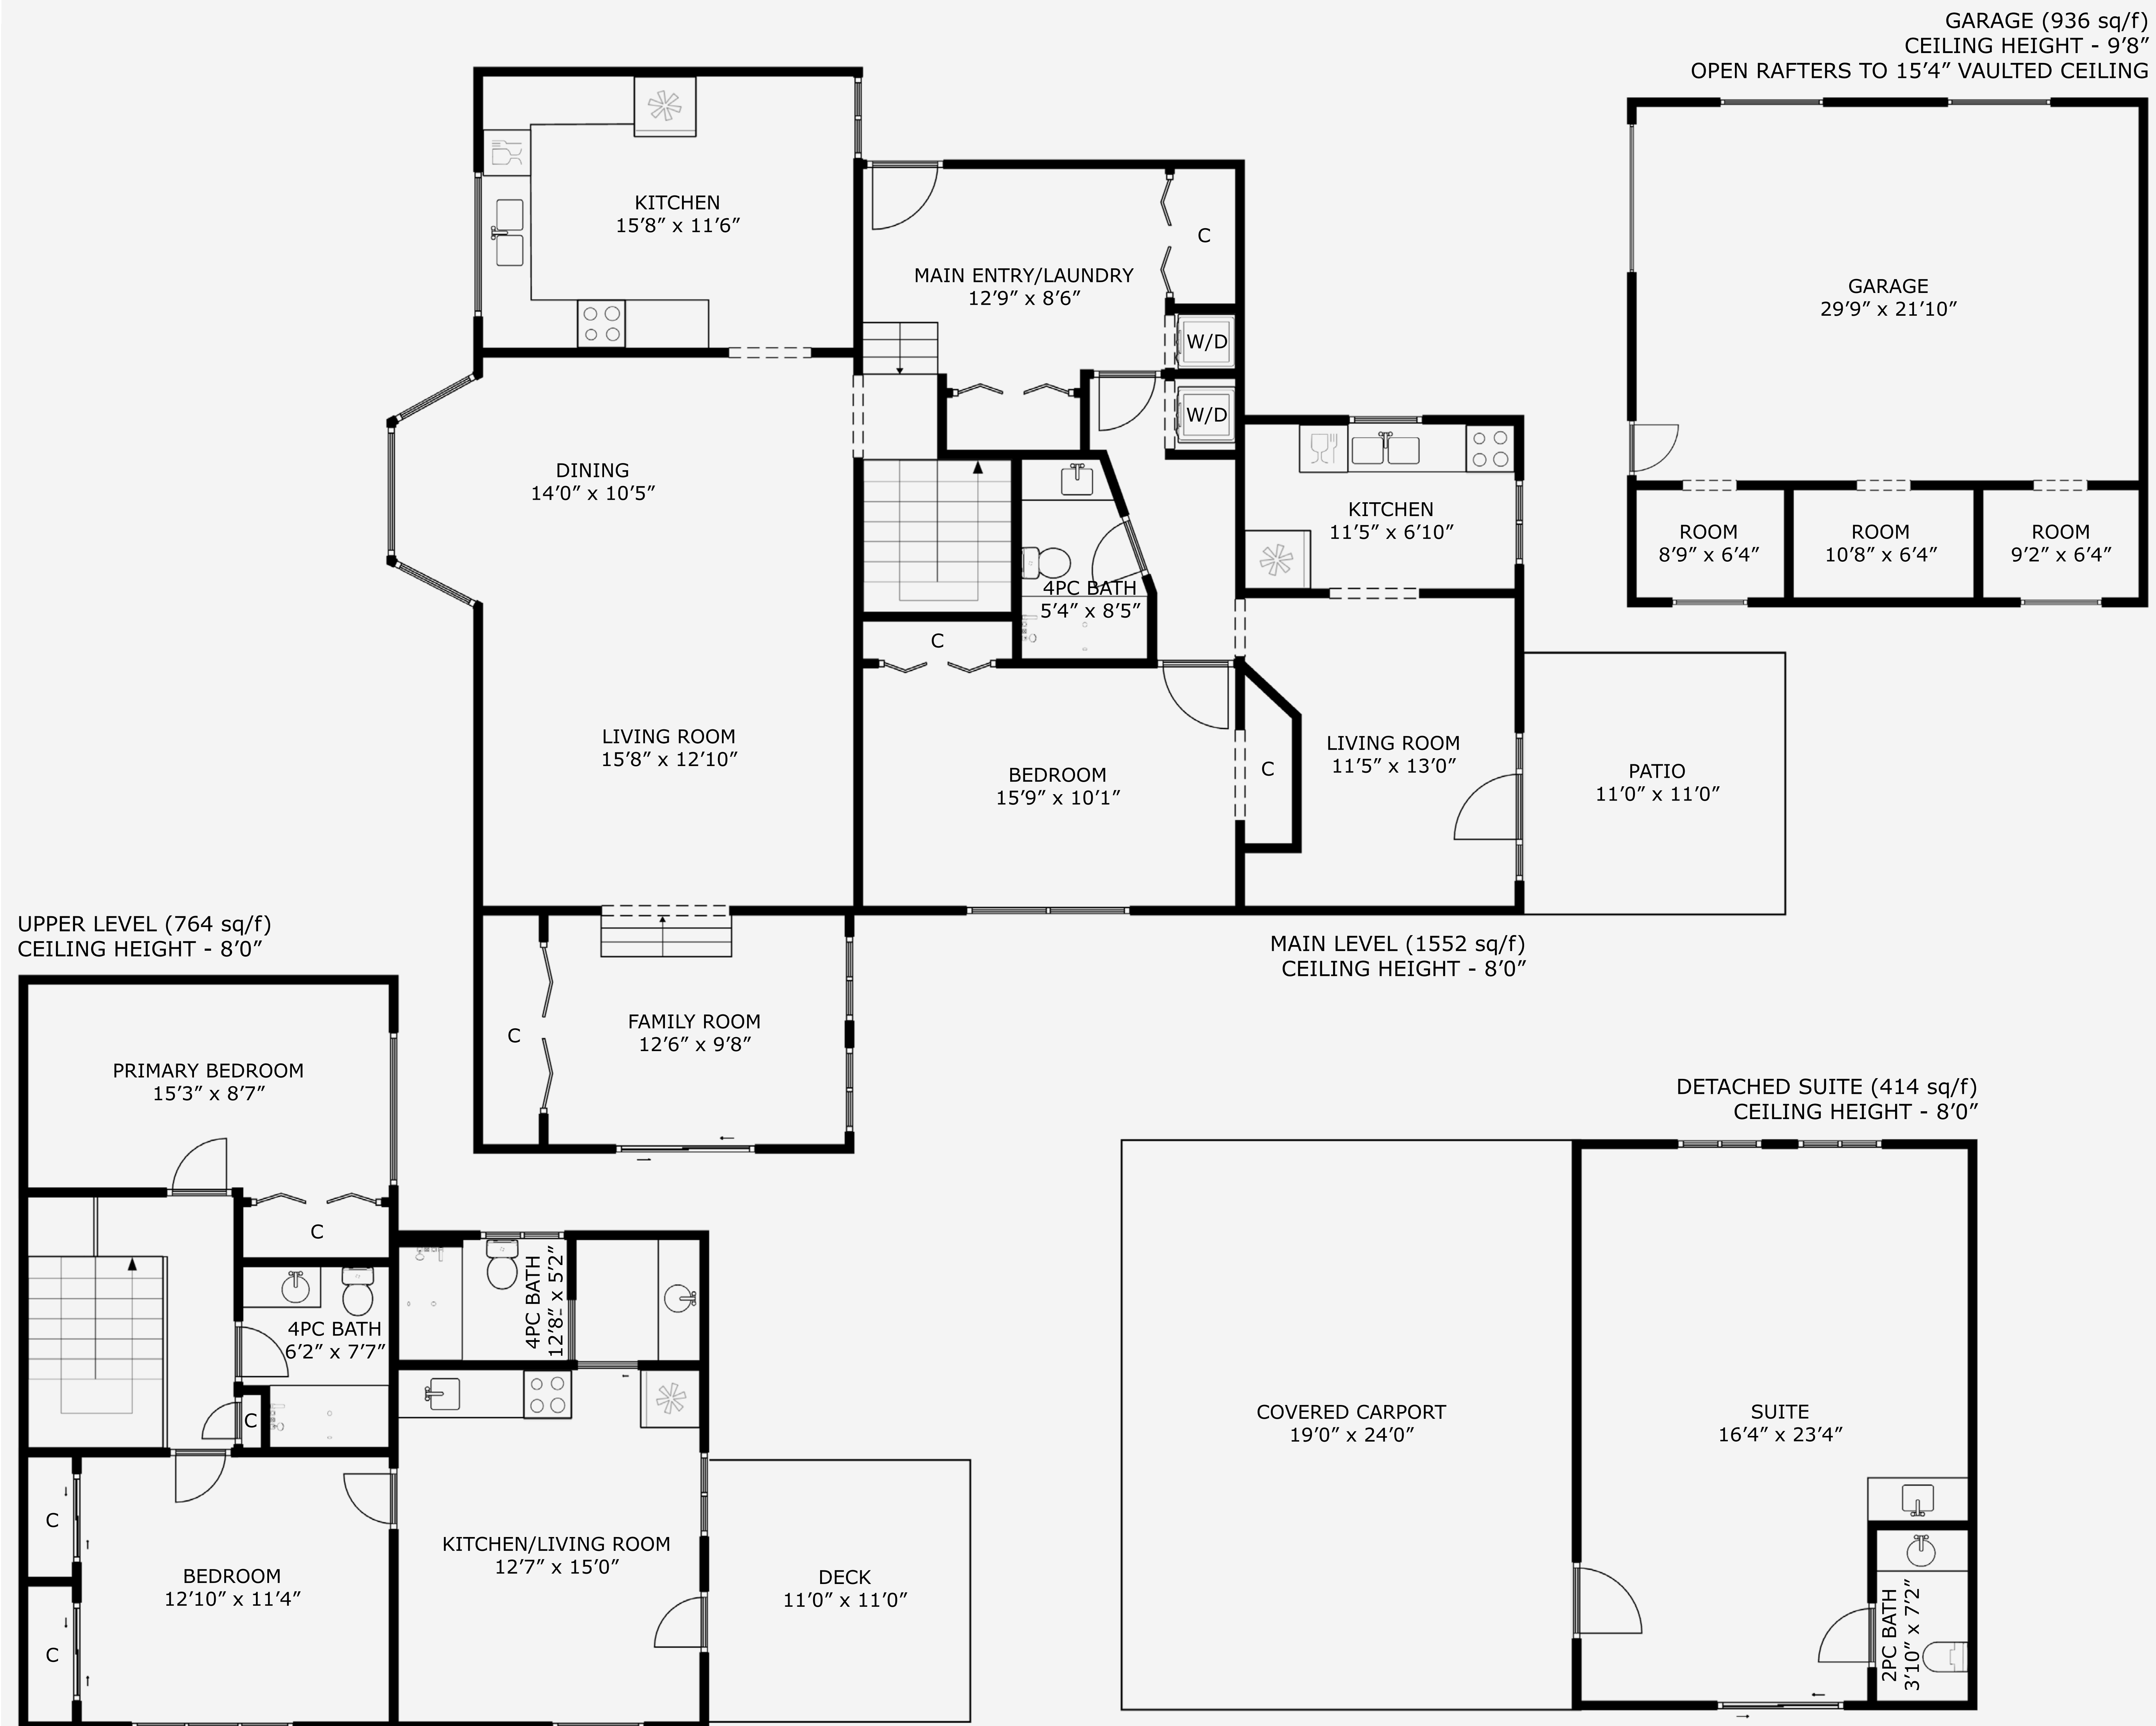 GARAGE (936 sq/f)
CEILING HEIGHT - 9’8”
OPEN RAFTERS TO 15’4” VAULTED CEILING
GARAGE
29’9” x 21’10”
ROOM
8’9” x 6’4”
ROOM
10’8” x 6’4”
ROOM
9’2” x 6’4”
KITCHEN
15’8” x 11’6”
MAIN ENTRY/LAUNDRY
12’9” x 8’6”
C
W/D
W/D
DINING
14’0” x 10’5”
KITCHEN
11’5” x 6’10”
4PC BATH
5’4” x 8’5”
C
LIVING ROOM
15’8” x 12’10”
BEDROOM
15’9” x 10’1”
C
LIVING ROOM
11’5” x 13’0”
PATIO
11’0” x 11’0”
C
FAMILY ROOM
12’6” x 9’8”
MAIN LEVEL (1552 sq/f)
CEILING HEIGHT - 8’0”
UPPER LEVEL (764 sq/f)
CEILING HEIGHT - 8’0”
PRIMARY BEDROOM
15’3” x 8’7”
C
4PC BATH
6’2” x 7’7”
C
4PC BATH
12’8” x 5’2”
C
C
BEDROOM
12’10” x 11’4”
KITCHEN/LIVING ROOM
12’7” x 15’0”
DECK
11’0” x 11’0”
DETACHED SUITE (414 sq/f)
CEILING HEIGHT - 8’0”
COVERED CARPORT
19’0” x 24’0”
SUITE
16’4” x 23’4”
2PC BATH
3’10” x 7’2”